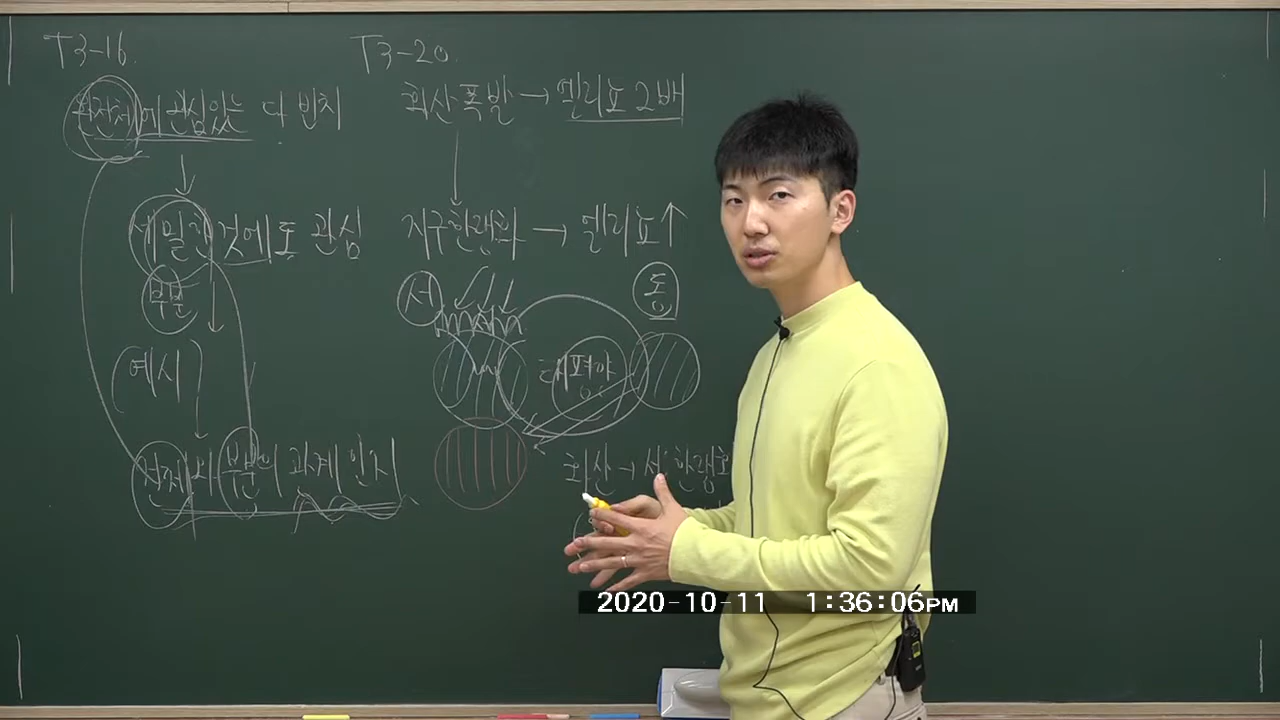 T3-16.
전체에 관심있는 다 빈치
세밀한 것에도 관심
부분
(예시)
전체와 부분의 관계 인지
T3-20.
화산폭발 → 엘니뇨 2배
지구한랭화 → 엘니뇨↑
서
동
태평양
화산 → 한랭화
2020-10-11 1:36:06PM